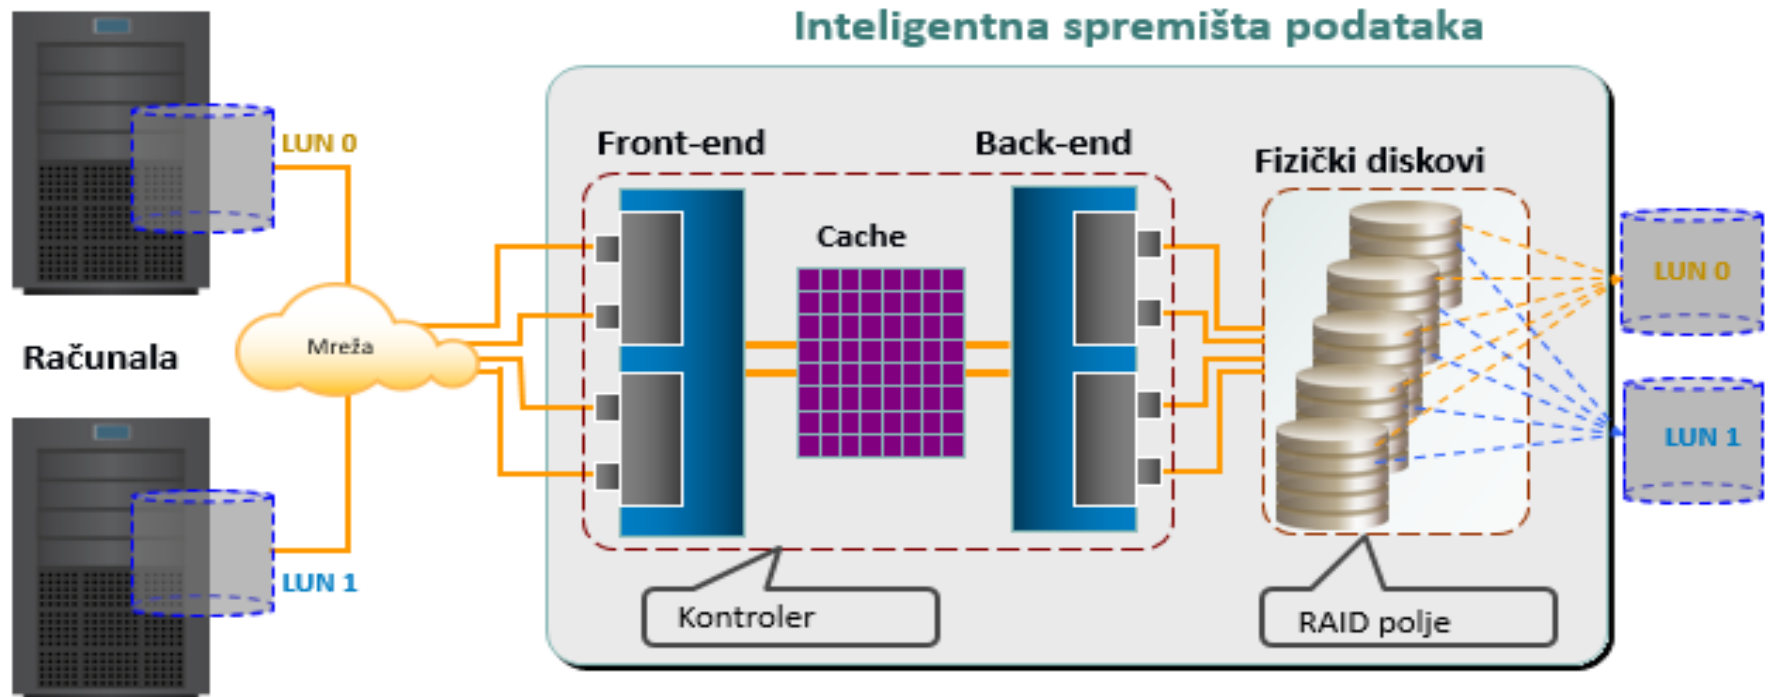 Inteligentna spremišta podataka
LUN 0
Front-end
Back-end
Fizički diskovi
Cache
LUN 0
Računala
Mreža
LUN 1
LUN 1
Kontroler
RAID polje